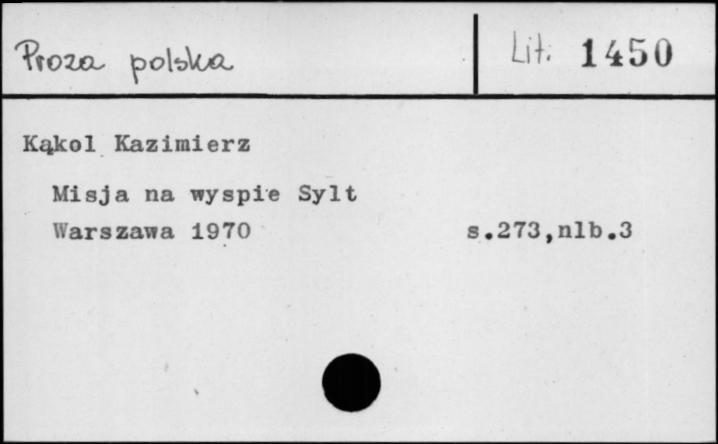 Proza polska
Lit. 1450
Kąkol Kazimierz
Misja na wyspie Sylt
Warszawa 1970 s.273,nlb.3